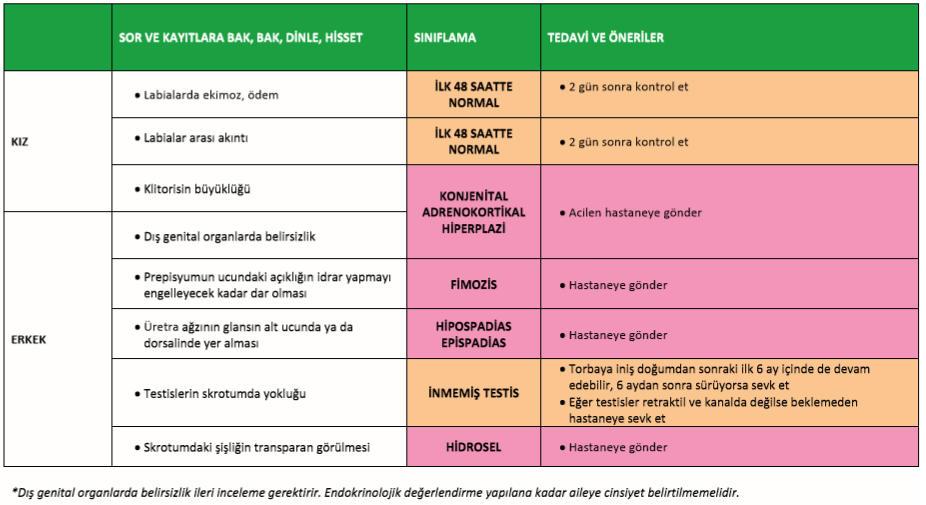 SOR VE KAYITLARA BAK, BAK, DİNLE, HİSSET
SINIFLAMA
TEDAVİ VE ÖNERİLER
KIZ
• Labialarda ekimoz, ödem
İLK 48 SAATTE
NORMAL
• 2 gün sonra kontrol et
• Labialar arası akıntı
İLK 48 SAATTE
NORMAL
• 2 gün sonra kontrol et
• Klitorisin büyüklüğü
KONJENİTAL
ADRENOKORTİKAL
HİPERPLAZİ
• Acilen hastaneye gönder
ERKEK
• Dış genital organlarda belirsizlik
• Prepisyumun ucundaki açıklığın idrar yapmayı
engelleyecek kadar dar olması
FİMOZİS
• Hastaneye gönder
• Üretra ağzının glansın alt ucunda ya da
dorsalinde yer alması
HİPOSPADİAS
EPİSPADİAS
• Hastaneye gönder
• Testislerin skrotumda yokluğu
İNMEMİŞ TESTİS
• Torbaya iniş doğumdan sonraki ilk 6 ay içinde de devam
edebilir, 6 aydan sonra sürüyorsa sevk et
• Eğer testisler retraktil ve kanalda değilse beklemeden
hastaneye sevk et
• Skrotumdaki şişliğin transparan görülmesi
HİDROSEL
• Hastaneye gönder
*Dış genital organlarda belirsizlik ileri inceleme gerektirir. Endokrinolojik değerlendirme yapılana kadar aileye cinsiyet belirtilmemelidir.